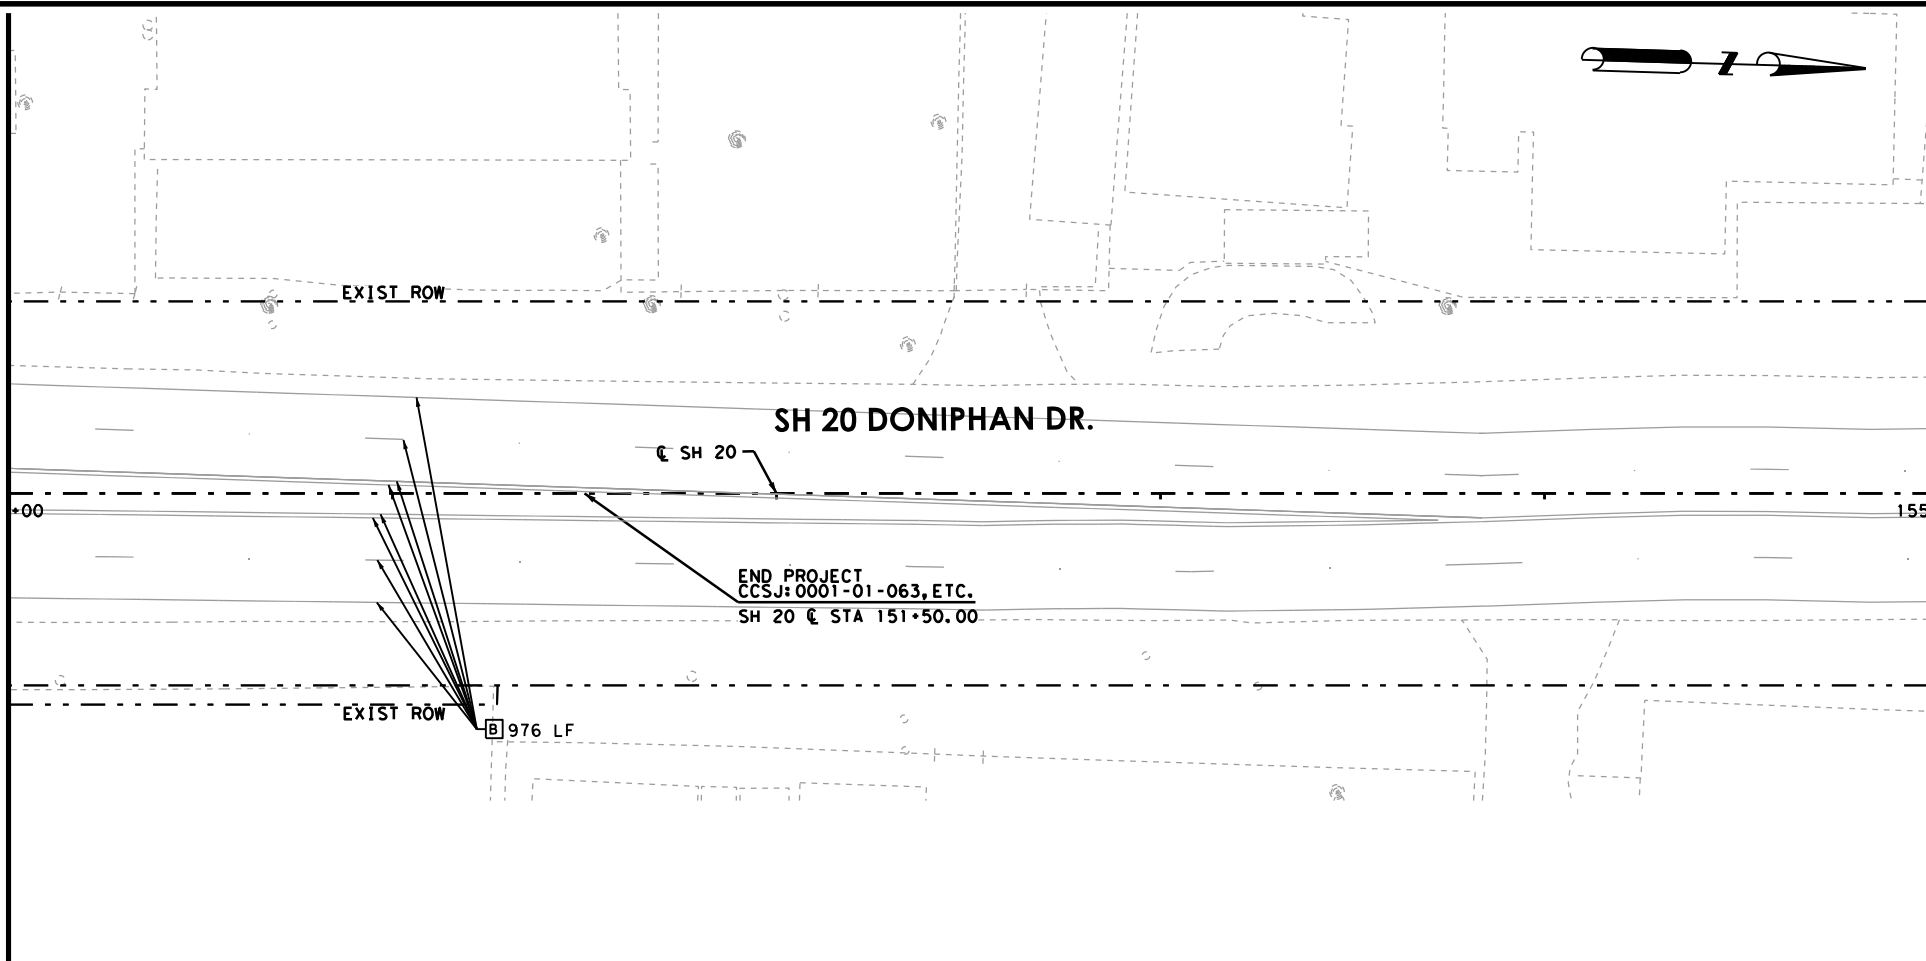 N
EXIST ROW
SH 20 DONIPHAN DR.
℄ SH 20
+00
155
END PROJECT
CCSJ: 0001-01-063, ETC.
SH 20 ℄ STA 151+50.00
EXIST ROW
B 976 LF